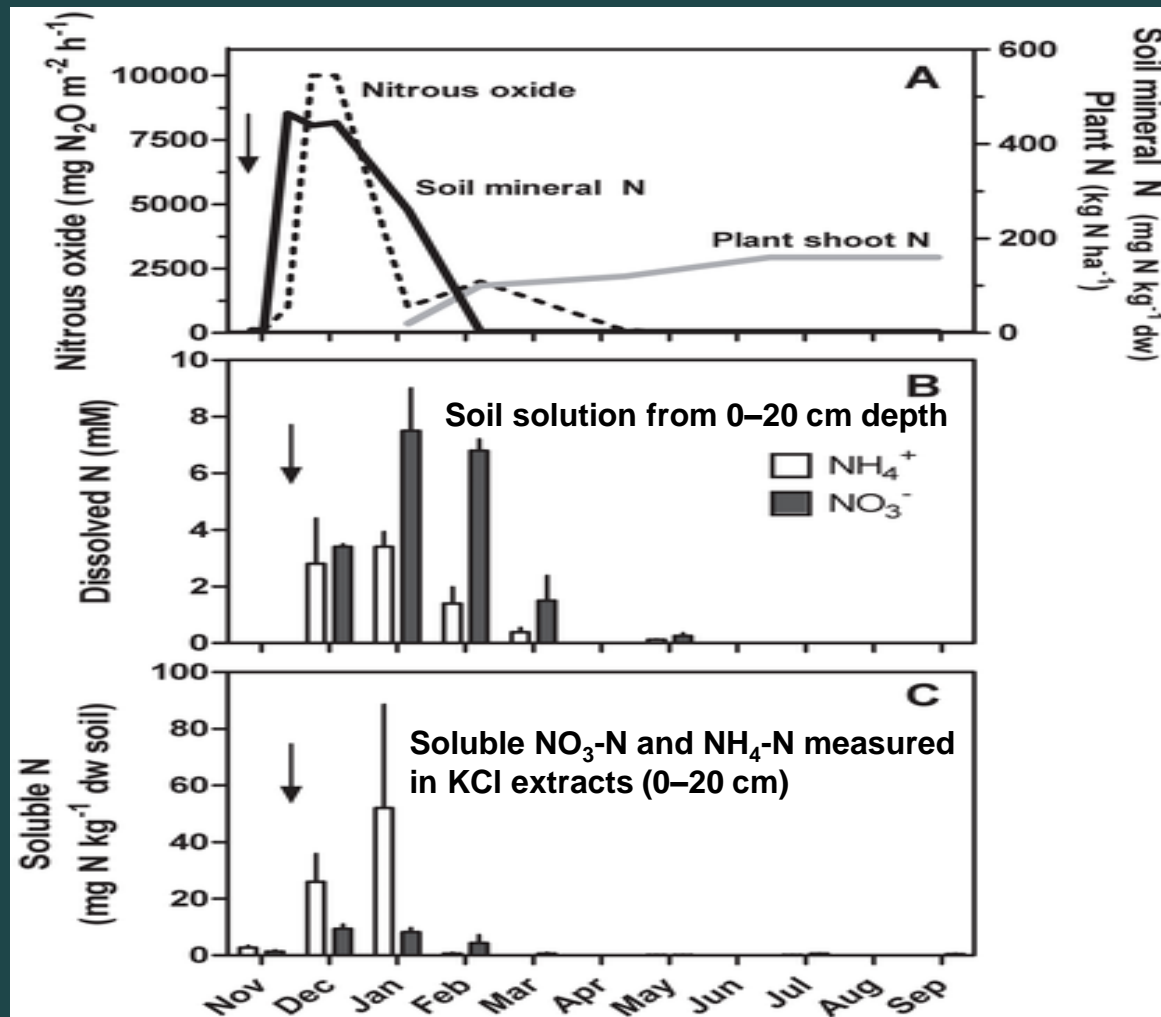 Nitrous oxide (mg N₂O m⁻² h⁻¹)
10000
7500
5000
2500
0
A
Nitrous oxide
Soil mineral N
Plant shoot N
600
400
200
0
Plant N (kg N ha⁻¹)
Soil mineral N (mg N kg⁻¹ dw)
Dissolved N (mM)
10
8
6
4
2
0
B
Soil solution from 0–20 cm depth
NH₄⁺
NO₃⁻
Soluble N
(mg N kg⁻¹ dw soil)
100
80
60
40
20
0
C
Soluble NO₃-N and NH₄-N measured
in KCl extracts (0–20 cm)
Nov Dec Jan Feb Mar Apr May Jun Jul Aug Sep